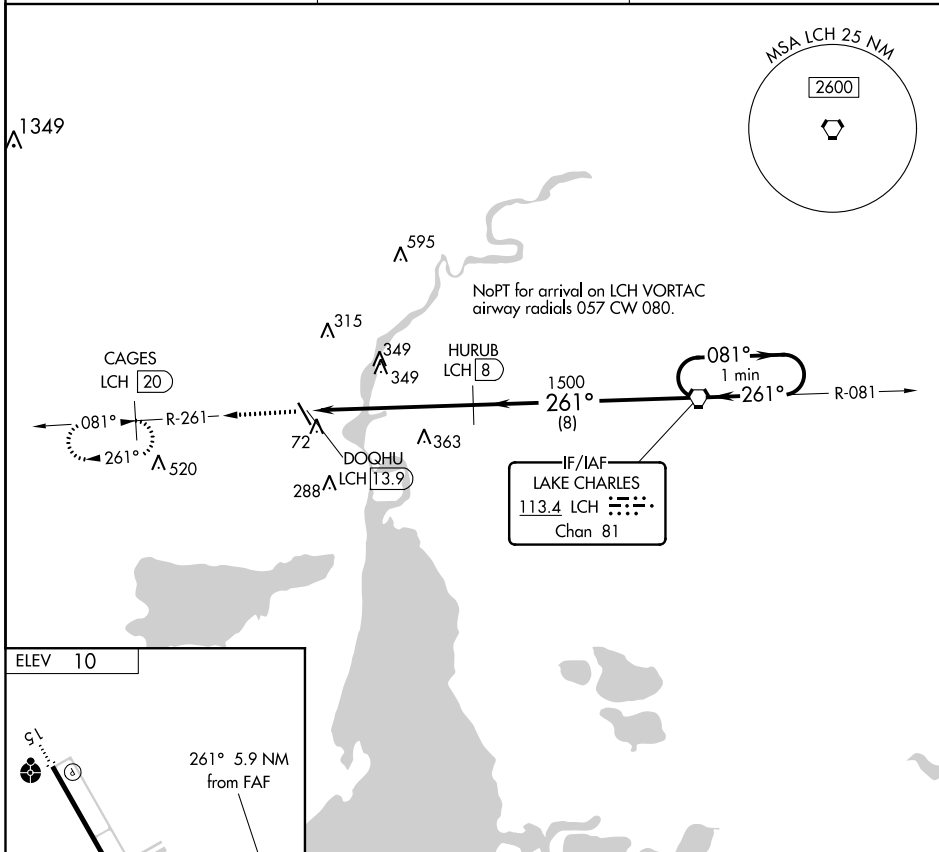 MSA LCH 25 NM
2600
1349
595
NoPT for arrival on LCH VORTAC
airway radials 057 CW 080.
315
349
349
HURUB
LCH 8
CAGES
LCH 20
081°
1 min
261°
R-081
1500
261°
(8)
081°
R-261
261°
520
72
363
DOQHU
LCH 13.9
288
IF/IAF
LAKE CHARLES
113.4 LCH
Chan 81
ELEV 10
15
P
261° 5.9 NM
from FAF